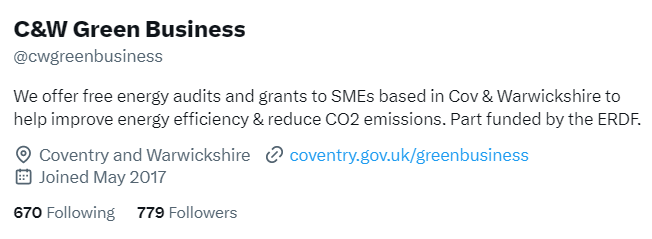 C&W Green Business
@cwgreenbusiness
We offer free energy audits and grants to SMEs based in Cov & Warwickshire to
help improve energy efficiency & reduce CO2 emissions. Part funded by the ERDF.
Coventry and Warwickshire coventry.gov.uk/greenbusiness
Joined May 2017
670 Following 779 Followers